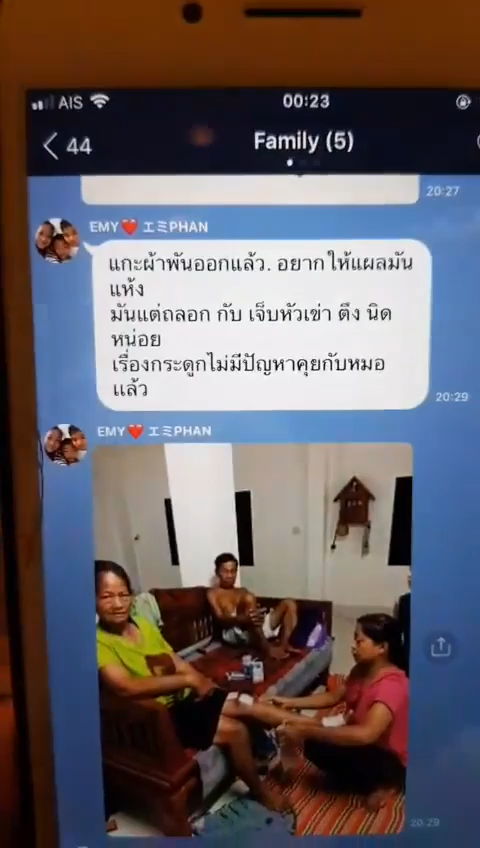 AIS
00:23
44
Family (5)
20:27
EMY❤️ エミPHAN
แกะผ้าพันออกแล้ว. อยากให้แผลมัน
แห้ง
มันแต่ถลอก กับ เจ็บหัวเข่า ตึง นิด
หน่อย
เรื่องกระดูกไม่มีปัญหาคุยกับหมอ
แล้ว
20:29
EMY❤️ エミPHAN
20:29